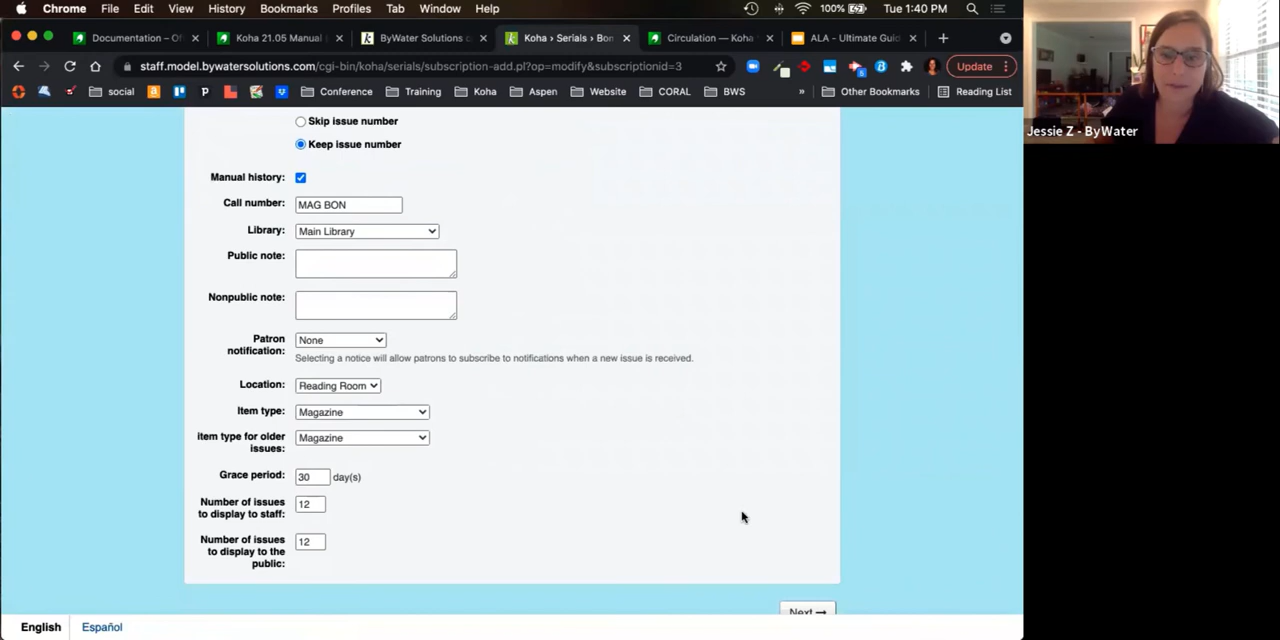 Chrome File Edit View History Bookmarks Profiles Tab Window Help 100% Tue 1:40 PM
Documentation – Of
Koha 21.05 Manual
ByWater Solutions c
Koha › Serials › Bon
Circulation — Koha
ALA - Ultimate Guid
staff.model.bywatersolutions.com/cgi-bin/koha/serials/subscription-add.pl?op=modify&subscriptionid=3
Update
social Conference Training Koha Aspen Website CORAL BWS » Other Bookmarks Reading List
Jessie Z - ByWater
Skip issue number
Keep issue number
Manual history:
Call number: MAG BON
Library: Main Library
Public note:
Nonpublic note:
Patron notification: None
Selecting a notice will allow patrons to subscribe to notifications when a new issue is received.
Location: Reading Room
Item type: Magazine
item type for older issues: Magazine
Grace period: 30 day(s)
Number of issues to display to staff: 12
Number of issues to display to the public: 12
Next →
English Español